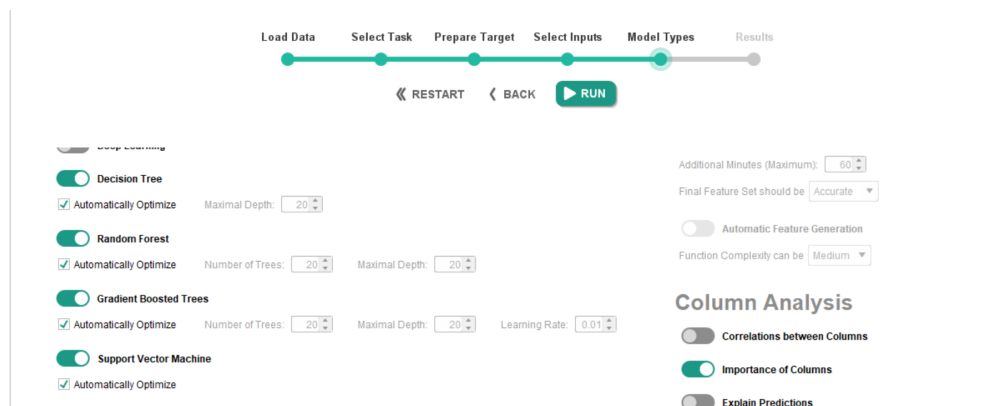 Load Data Select Task Prepare Target Select Inputs Model Types Results
RESTART BACK RUN
Deep Learning
Decision Tree
Automatically Optimize Maximal Depth: 20
Random Forest
Automatically Optimize Number of Trees: 20 Maximal Depth: 20
Gradient Boosted Trees
Automatically Optimize Number of Trees: 20 Maximal Depth: 20 Learning Rate: 0.01
Support Vector Machine
Automatically Optimize
Additional Minutes (Maximum): 60
Final Feature Set should be Accurate
Automatic Feature Generation
Function Complexity can be Medium
Column Analysis
Correlations between Columns
Importance of Columns
Explain Predictions